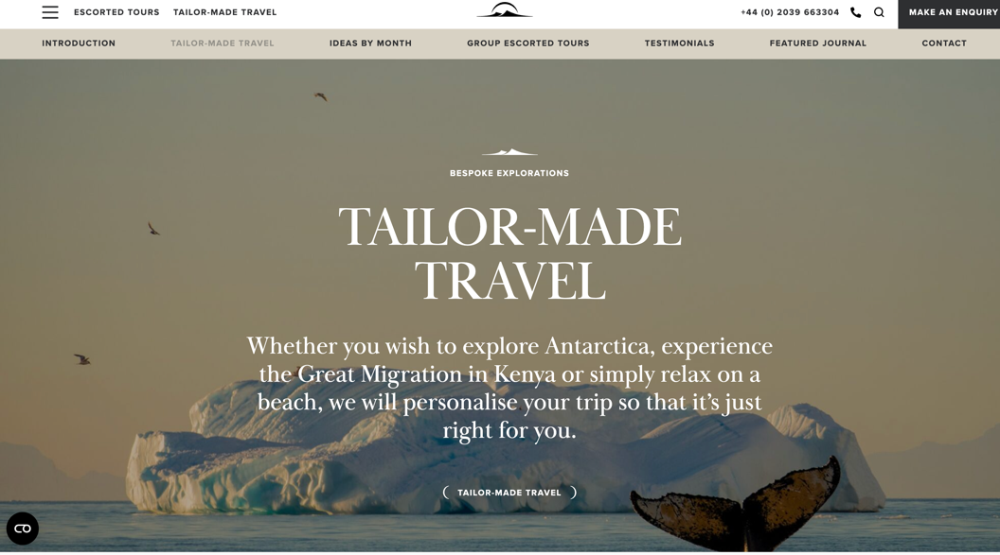 ESCORTED TOURS TAILOR-MADE TRAVEL +44 (0) 2039 663304 MAKE AN ENQUIRY
INTRODUCTION TAILOR-MADE TRAVEL IDEAS BY MONTH GROUP ESCORTED TOURS TESTIMONIALS FEATURED JOURNAL CONTACT
BESPOKE EXPLORATIONS
TAILOR-MADE
TRAVEL
Whether you wish to explore Antarctica, experience
the Great Migration in Kenya or simply relax on a
beach, we will personalise your trip so that it’s just
right for you.
TAILOR-MADE TRAVEL